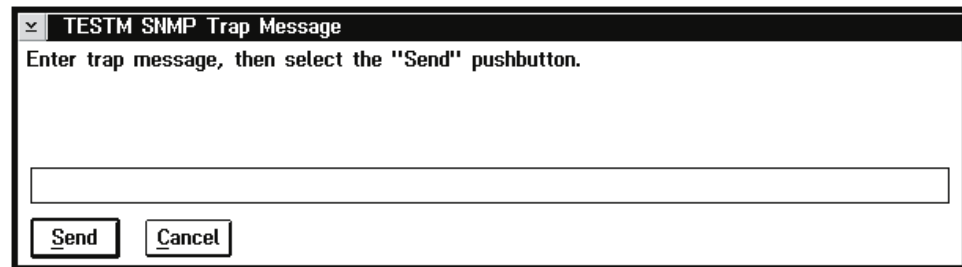 TESTM SNMP Trap Message
Enter trap message, then select the "Send" pushbutton.
Send Cancel